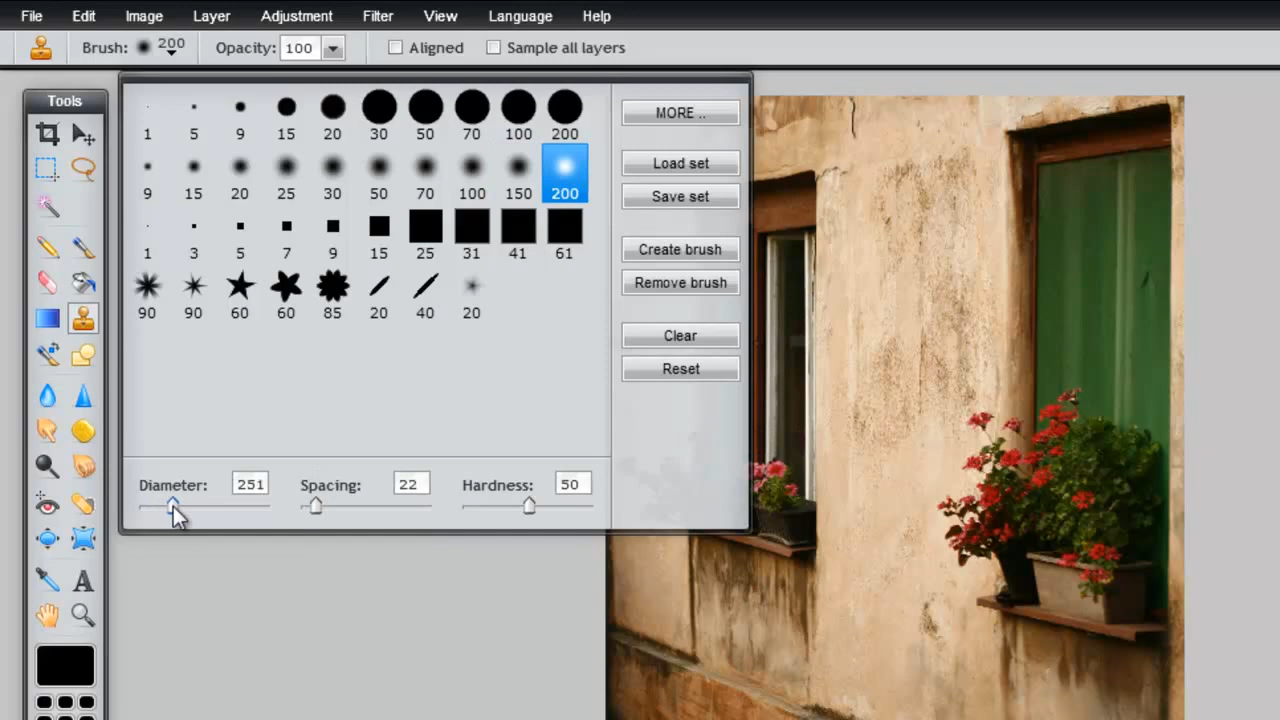 File Edit Image Layer Adjustment Filter View Language Help
Brush: 200 Opacity: 100 Aligned Sample all layers
Tools
1 5 9 15 20 30 50 70 100 200
9 15 20 25 30 50 70 100 150 200
1 3 5 7 9 15 25 31 41 61
90 90 60 60 85 20 40 20
MORE ..
Load set
Save set
Create brush
Remove brush
Clear
Reset
Diameter: 251 Spacing: 22 Hardness: 50
A